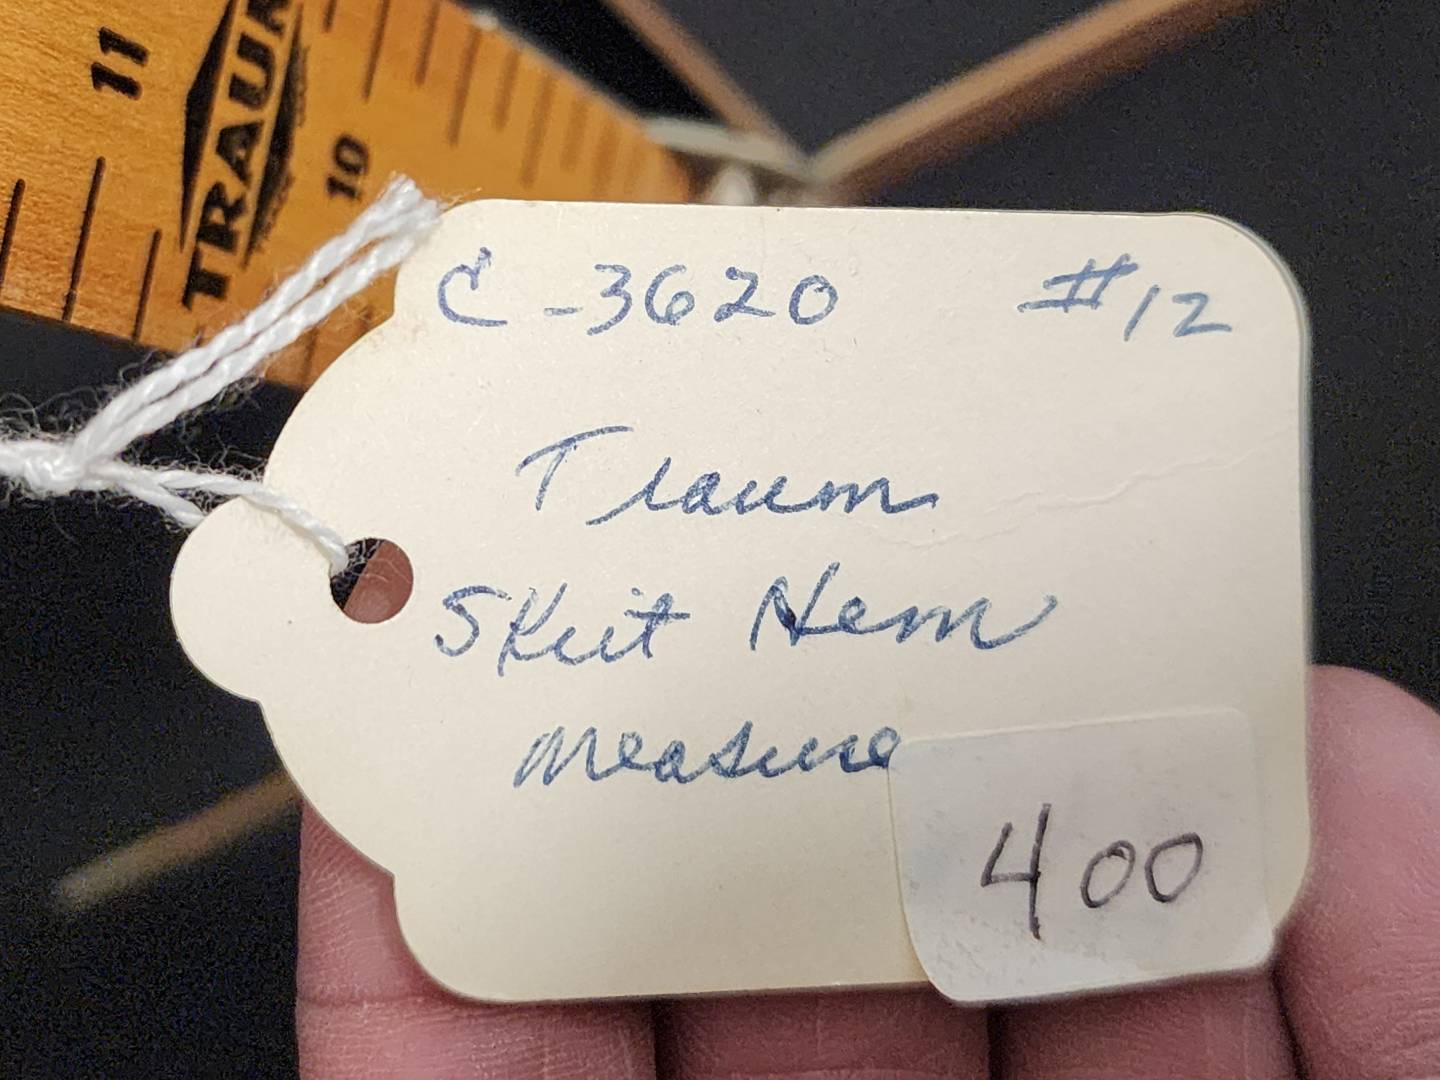 11
TRAUM
10
C-3620 #12
Traum
Skirt Hem
measure
400